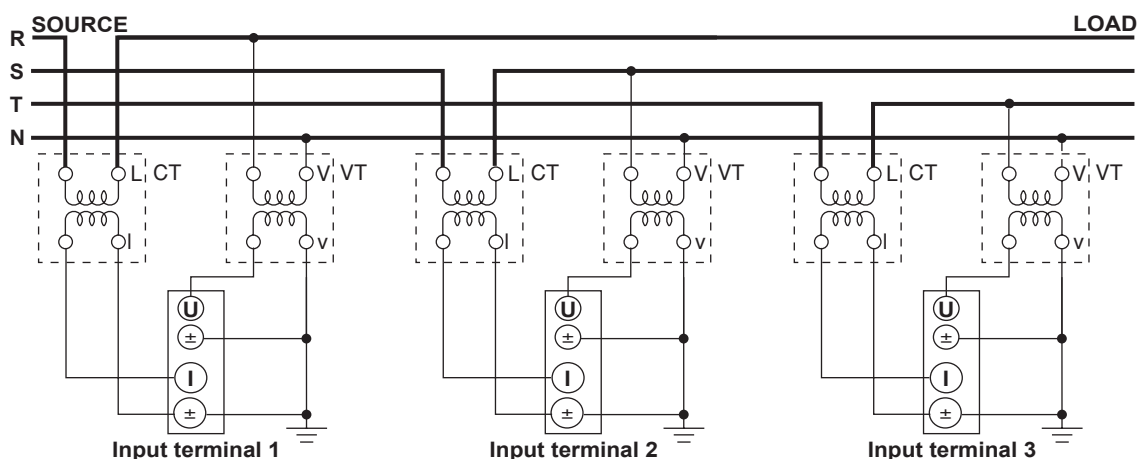 SOURCE LOAD
R
S
T
N
L CT V VT L CT V VT L CT V VT
l v l v l v
U U U
± ± ±
I I I
± ± ±
Input terminal 1 Input terminal 2 Input terminal 3